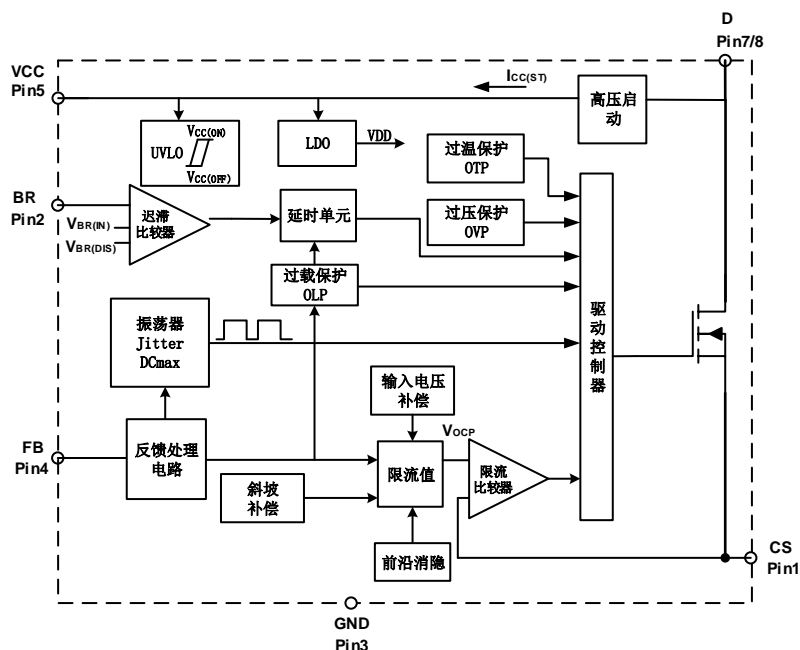 D
Pin7/8
VCC
Pin5
ICC(ST)
高压启
动
UVLO
VCC(ON)
VCC(OFF)
LDO
VDD
过温保护
OTP
BR
Pin2
VBR(IN)
VBR(DIS)
迟滞
比较器
延时单元
过压保护
OVP
过载保护
OLP
振荡器
Jitter
DCmax
驱
动
控
制
器
输入电压
补偿
FB
Pin4
反馈处理
电路
VOCP
限流值
限流
比较器
斜坡
补偿
前沿消隐
CS
Pin1
GND
Pin3